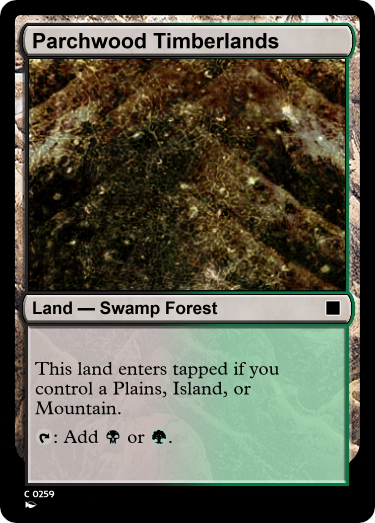 Parchwood Timberlands
Land — Swamp Forest
This land enters tapped if you
control a Plains, Island, or
Mountain.
: Add or .
C 0259